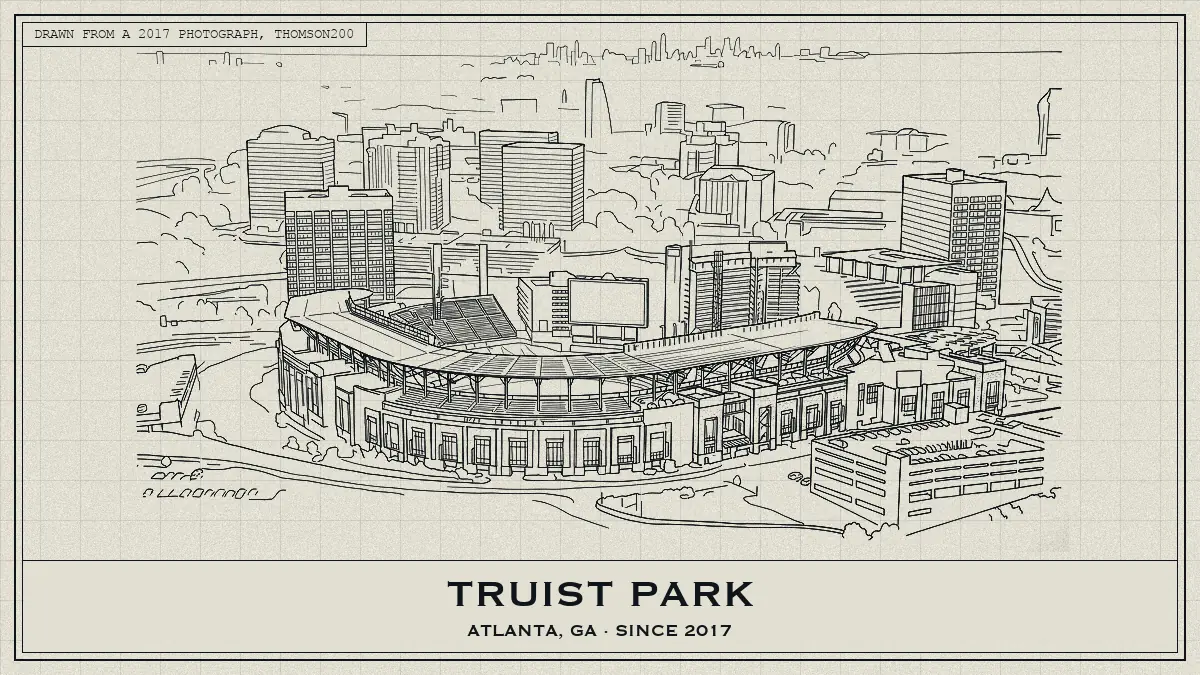 DRAWN FROM A 2017 PHOTOGRAPH, THOMSON200
TRUIST PARK
ATLANTA, GA · SINCE 2017